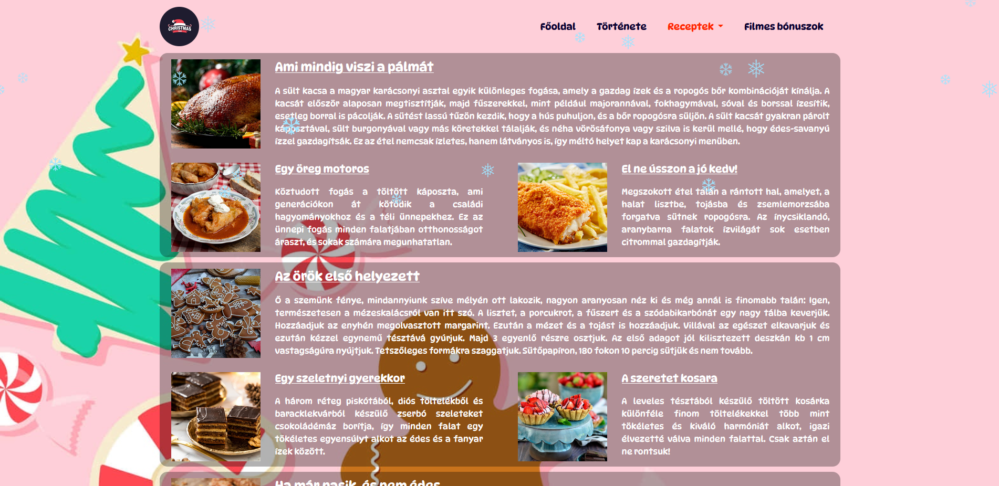 CHRISTMAS
Főoldal
Története
Receptek
Filmes bónuszok
Ami mindig viszi a pálmát
A sült kacsa a magyar karácsonyi asztal egyik különleges fogása, amely a gazdag ízek és a ropogós bőr kombinációját kínálja. A
kacsát először alaposan megtisztítják, majd fűszerekkel, mint például majorannával, fokhagymával, sóval és borssal ízesítik,
esetleg borral is pácolják. A sütést lassú tűzön kezdik, hogy a hús puhuljon, és a bőr ropogósra süljön. A sült kacsát gyakran párolt
káposztával, sült burgonyával vagy más köretekkel tálalják, és néha vörösáfonya vagy szilva is kerül mellé, hogy édes-savanyú
ízzel gazdagítsák. Ez az étel nemcsak ízletes, hanem látványos is, így méltó helyet kap a karácsonyi menüben.
Egy öreg motoros
Köztudott fogás a töltött káposzta, ami
generációkon át kötődik a családi
hagyományokhoz és a téli ünnepekhez. Ez az
ünnepi fogás minden falatjában otthonosságot
áraszt, és sokak számára megunhatatlan.
El ne ússzon a jó kedv!
Megszokott étel talán a rántott hal, amelyet, a
halat lisztbe, tojásba és zsemlemorzsába
forgatva sütnek ropogósra. Az ínycsiklandó,
aranybarna falatok ízvilágát sok esetben
citrommal gazdagítják.
Az örök első helyezett
Ő a szemünk fénye, mindannyiunk szíve mélyén ott lakozik, nagyon aranyosan néz ki és még annál is finomabb talán: Igen,
természetesen a mézeskalácsról van itt szó. A lisztet, a porcukrot, a fűszert és a szódabikarbónát egy nagy tálba keverjük.
Hozzáadjuk az enyhén megolvasztott margarint. Ezután a mézet és a tojást is hozzáadjuk. Villával az egészet elkavarjuk és
ezután kézzel egynemű tésztává gyúrjuk. Majd 3 egyenlő részre osztjuk. Az első adagot jól kilisztezett deszkán kb 1 cm
vastagságúra nyújtjuk. Tetszőleges formákra szaggatjuk. Sütőpapíron, 180 fokon 10 percig sütjük és nem tovább.
Egy szeletnyi gyerekkor
A három réteg piskótából, diós töltelékből és
baracklekvárból készülő zserbó szeleteket
csokoládémáz borítja, így minden falat egy
tökéletes egyensúlyt alkot az édes és a fanyar
ízek között.
A szeretet kosara
A leveles tésztából készülő töltött kosárka
különféle finom töltelékekkel több mint
tökéletes és kiváló harmóniát alkot, igazi
élvezetté válva minden falattal. Csak aztán el
ne rontsuk!
Ha már nasik, és nem édes